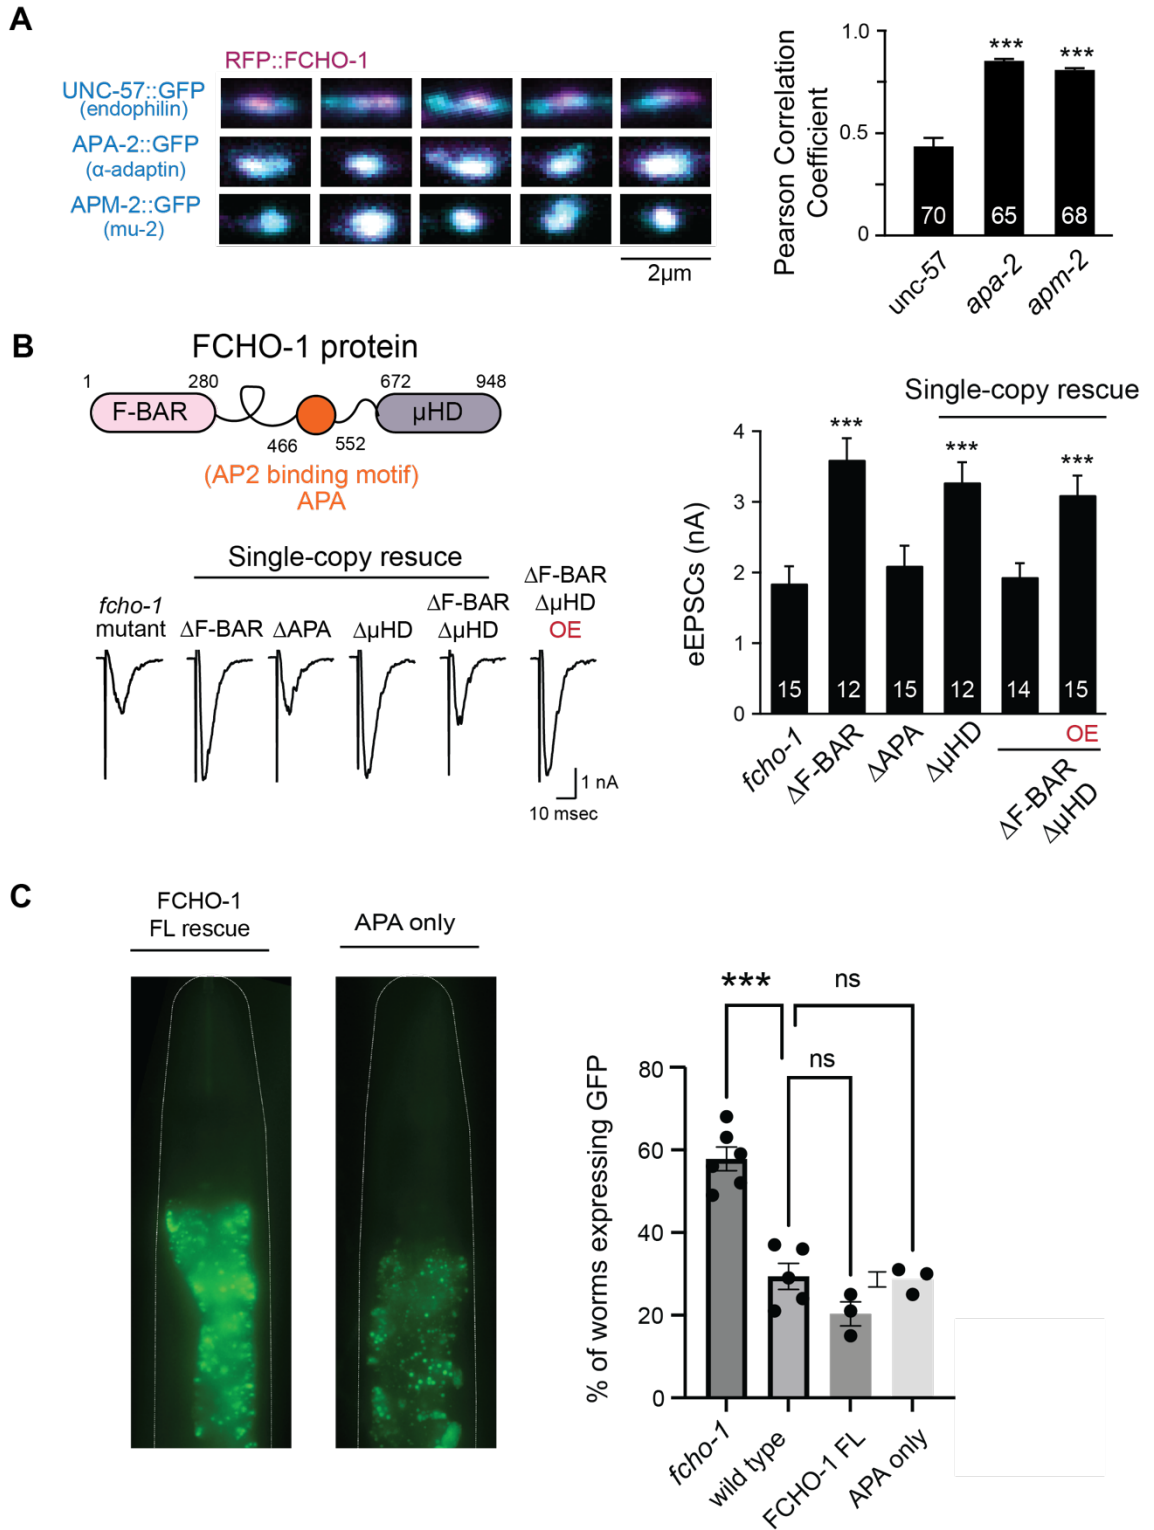 A
RFP::FCHO-1
UNC-57::GFP
(endophilin)
APA-2::GFP
(α-adaptin)
APM-2::GFP
(mu-2)
2μm
Pearson Correlation
Coefficient
1.0
0.5
0
***
***
70
65
68
unc-57
apa-2
apm-2
B
FCHO-1 protein
1
280
672
948
F-BAR
μHD
466
552
(AP2 binding motif)
APA
Single-copy resuce
fcho-1
mutant
ΔF-BAR
ΔAPA
ΔμHD
ΔF-BAR
ΔμHD
ΔF-BAR
ΔμHD
OE
1 nA
10 msec
Single-copy rescue
eEPSCs (nA)
4
3
2
1
0
***
***
***
15
12
15
12
14
15
fcho-1
ΔF-BAR
ΔAPA
ΔμHD
OE
ΔF-BAR
ΔμHD
C
FCHO-1
FL rescue
APA only
% of worms expressing GFP
80
60
40
20
0
***
ns
ns
fcho-1
wild type
FCHO-1 FL
APA only